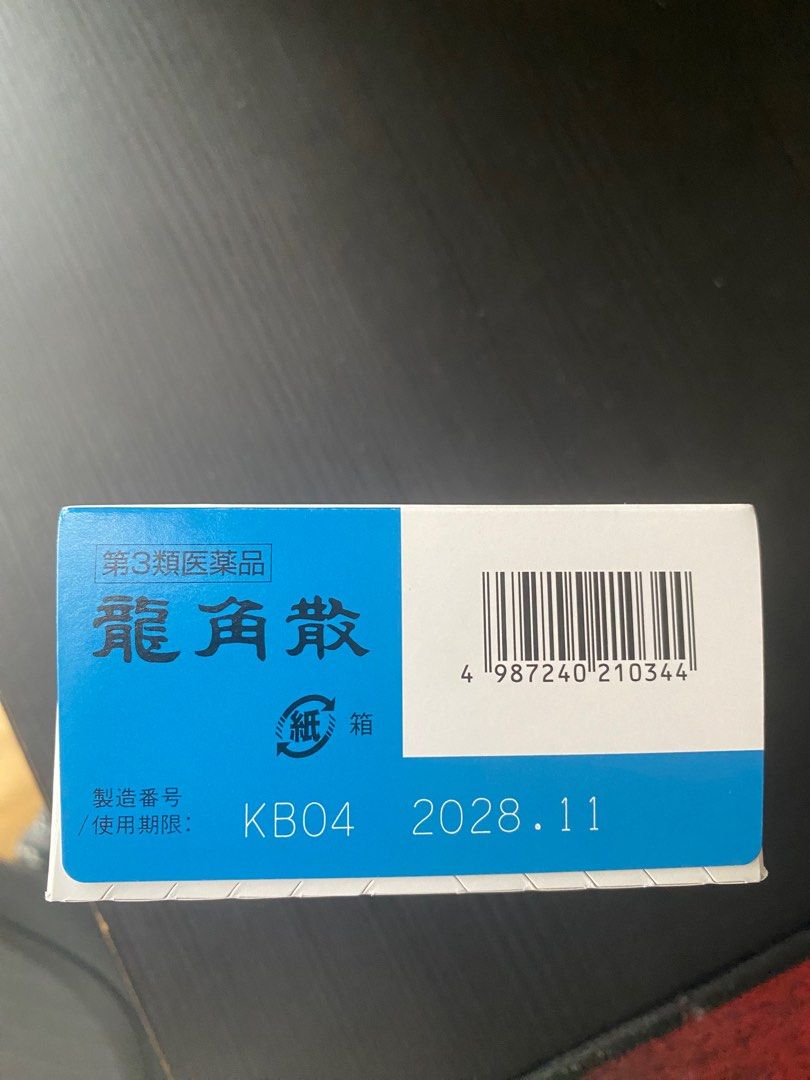 第3類医薬品
龍角散
紙 箱
4 987240 210344
製造番号
/使用期限: KB04 2028.11